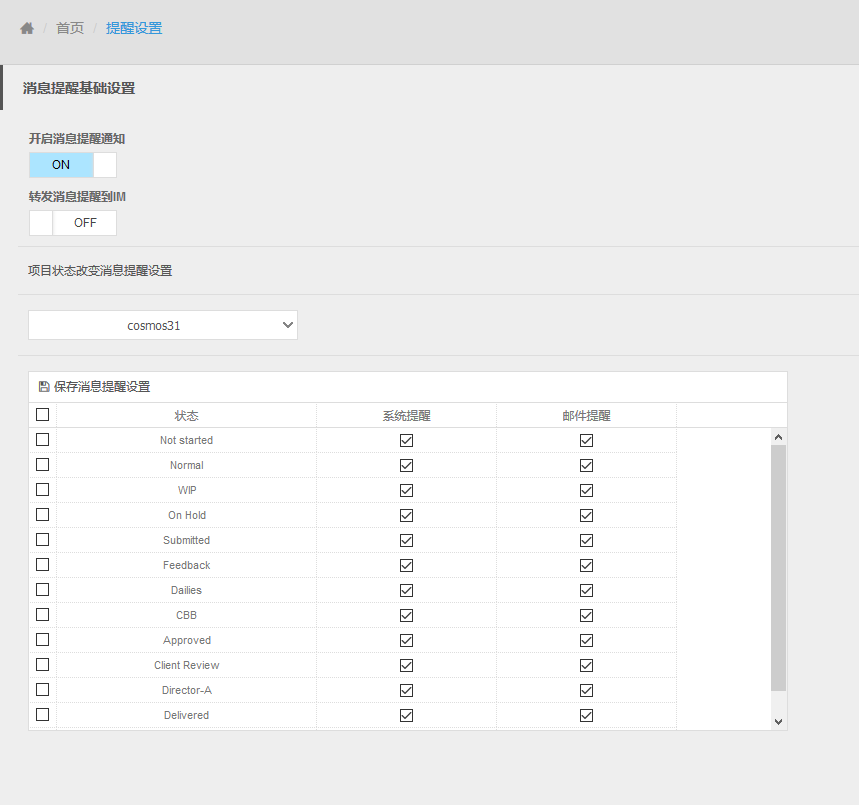 / 首页 / 提醒设置
消息提醒基础设置
开启消息提醒通知
ON
转发消息提醒到IM
OFF
项目状态改变消息提醒设置
cosmos31
保存消息提醒设置
状态 系统提醒 邮件提醒
Not started
Normal
WIP
On Hold
Submitted
Feedback
Dailies
CBB
Approved
Client Review
Director-A
Delivered